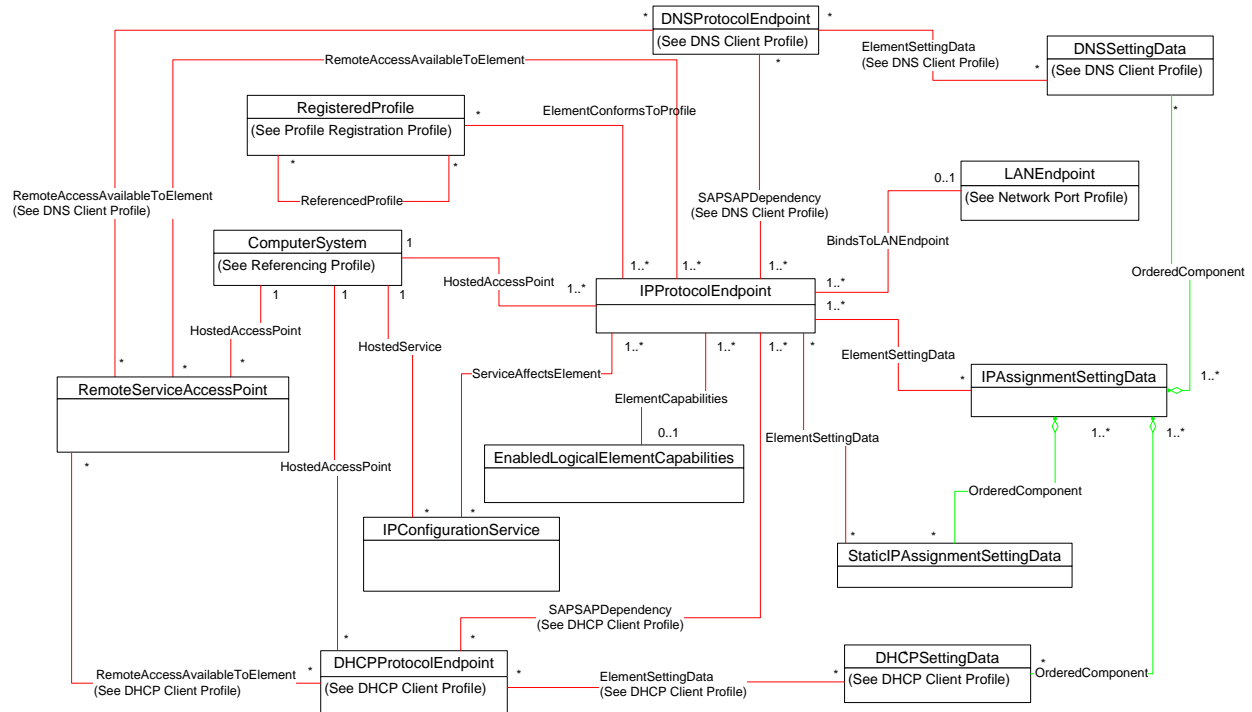 *
DNSProtocolEndpoint
*
(See DNS Client Profile)
ElementSettingData
(See DNS Client Profile)
DNSSettingData
*
(See DNS Client Profile)
RemoteAccessAvailableToElement
*
*
RegisteredProfile
*
ElementConformsToProfile
(See Profile Registration Profile)
*
*
ReferencedProfile
LANEndpoint
0..1
(See Network Port Profile)
RemoteAccessAvailableToElement
(See DNS Client Profile)
SAPSAPDependency
(See DNS Client Profile)
BindsToLANEndpoint
ComputerSystem
1
(See Referencing Profile)
HostedAccessPoint
1..*
1..*
1..*
1..*
OrderedComponent
1
1
1
1..*
IPProtocolEndpoint
1..*
HostedAccessPoint
HostedService
1..*
1..*
1..*
*
ElementSettingData
*
*
*
ServiceAffectsElement
*
IPAssignmentSettingData
1..*
RemoteServiceAccessPoint
ElementCapabilities
0..1
1..*
1..*
ElementSettingData
*
HostedAccessPoint
EnabledLogicalElementCapabilities
OrderedComponent
*
*
IPConfigurationService
*
*
StaticIPAssignmentSettingData
SAPSAPDependency
(See DHCP Client Profile)
*
*
DHCPProtocolEndpoint
(See DHCP Client Profile)
RemoteAccessAvailableToElement
(See DHCP Client Profile)
*
*
ElementSettingData
(See DHCP Client Profile)
*
DHCPSettingData
(See DHCP Client Profile)
*
OrderedComponent